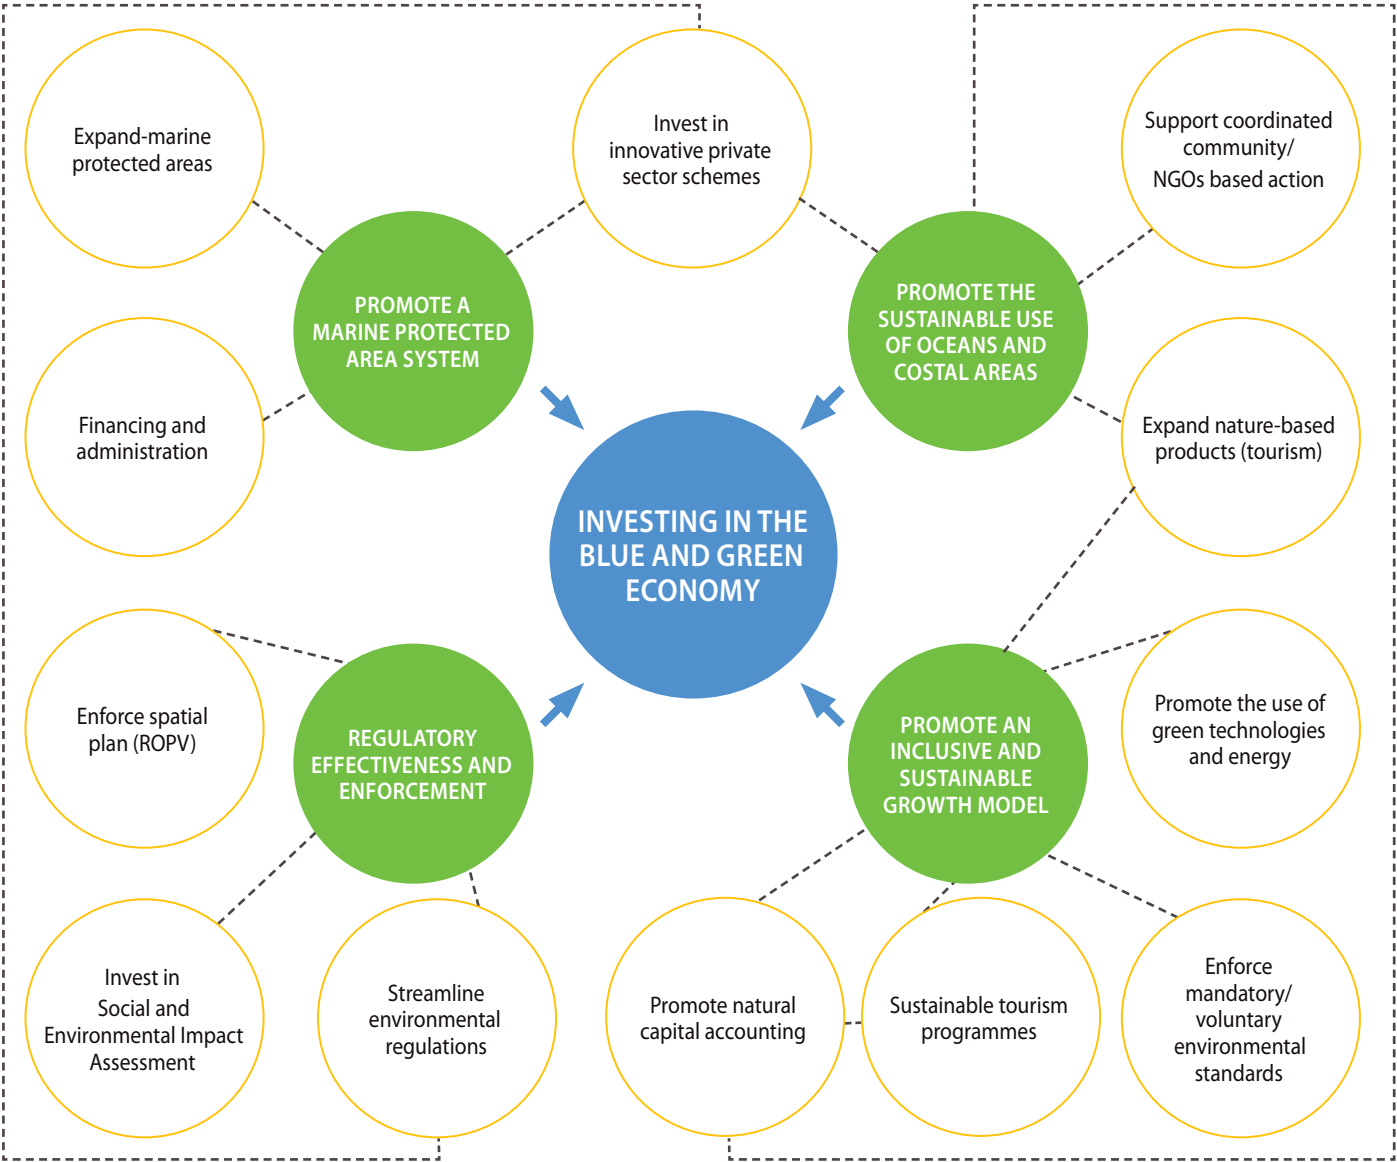 Expand-marine
protected areas
Invest in
innovative private
sector schemes
Support coordinated
community/
NGOs based action
PROMOTE A
MARINE PROTECTED
AREA SYSTEM
PROMOTE THE
SUSTAINABLE USE
OF OCEANS AND
COSTAL AREAS
Financing and
administration
Expand nature-based
products (tourism)
INVESTING IN THE
BLUE AND GREEN
ECONOMY
Enforce spatial
plan (ROPV)
REGULATORY
EFFECTIVENESS AND
ENFORCEMENT
PROMOTE AN
INCLUSIVE AND
SUSTAINABLE
GROWTH MODEL
Promote the use of
green technologies
and energy
Invest in
Social and
Environmental Impact
Assessment
Streamline
environmental
regulations
Promote natural
capital accounting
Sustainable tourism
programmes
Enforce
mandatory/
voluntary
environmental
standards